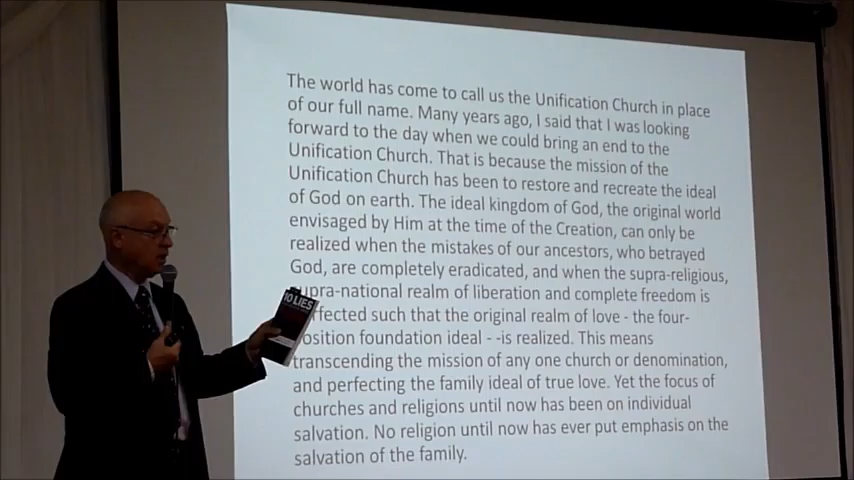 The world has come to call us the Unification Church in place
of our full name. Many years ago, I said that I was looking
forward to the day when we could bring an end to the
Unification Church. That is because the mission of the
Unification Church has been to restore and recreate the ideal
of God on earth. The ideal kingdom of God, the original world
envisaged by Him at the time of the Creation, can only be
realized when the mistakes of our ancestors, who betrayed
God, are completely eradicated, and when the supra-religious,
upra-national realm of liberation and complete freedom is
fected such that the original realm of love - the four-
osition foundation ideal - -is realized. This means
transcending the mission of any one church or denomination,
and perfecting the family ideal of true love. Yet the focus of
churches and religions until now has been on individual
salvation. No religion until now has ever put emphasis on the
salvation of the family.
10 LIES